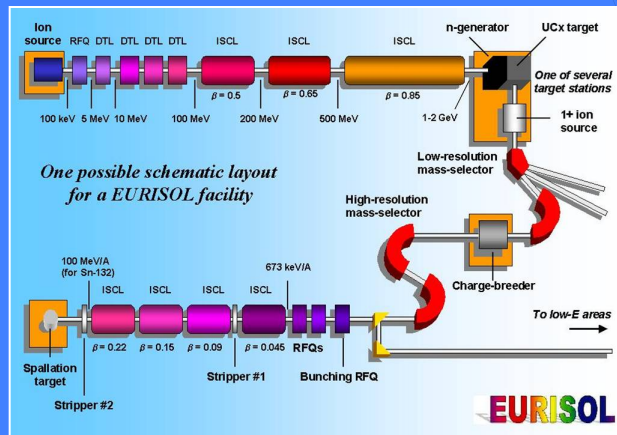 Ion
source
RFQ
DTL
DTL
DTL
DTL
ISCL
ISCL
ISCL
n-generator
UCx target
β = 0.5
β = 0.65
β = 0.85
One of several
target stations
100 keV
5 MeV
10 MeV
100 MeV
200 MeV
500 MeV
1-2 GeV
1+ ion
source
Low-resolution
mass-selector
One possible schematic layout
for a EURISOL facility
High-resolution
mass-selector
Charge-breeder
100 MeV/A
(for Sn-132)
673 keV/A
ISCL
ISCL
ISCL
ISCL
To low-E areas
β = 0.22
β = 0.15
β = 0.09
β = 0.045
RFQs
Spallation
target
Stripper #1
Bunching RFQ
Stripper #2
EURISOL